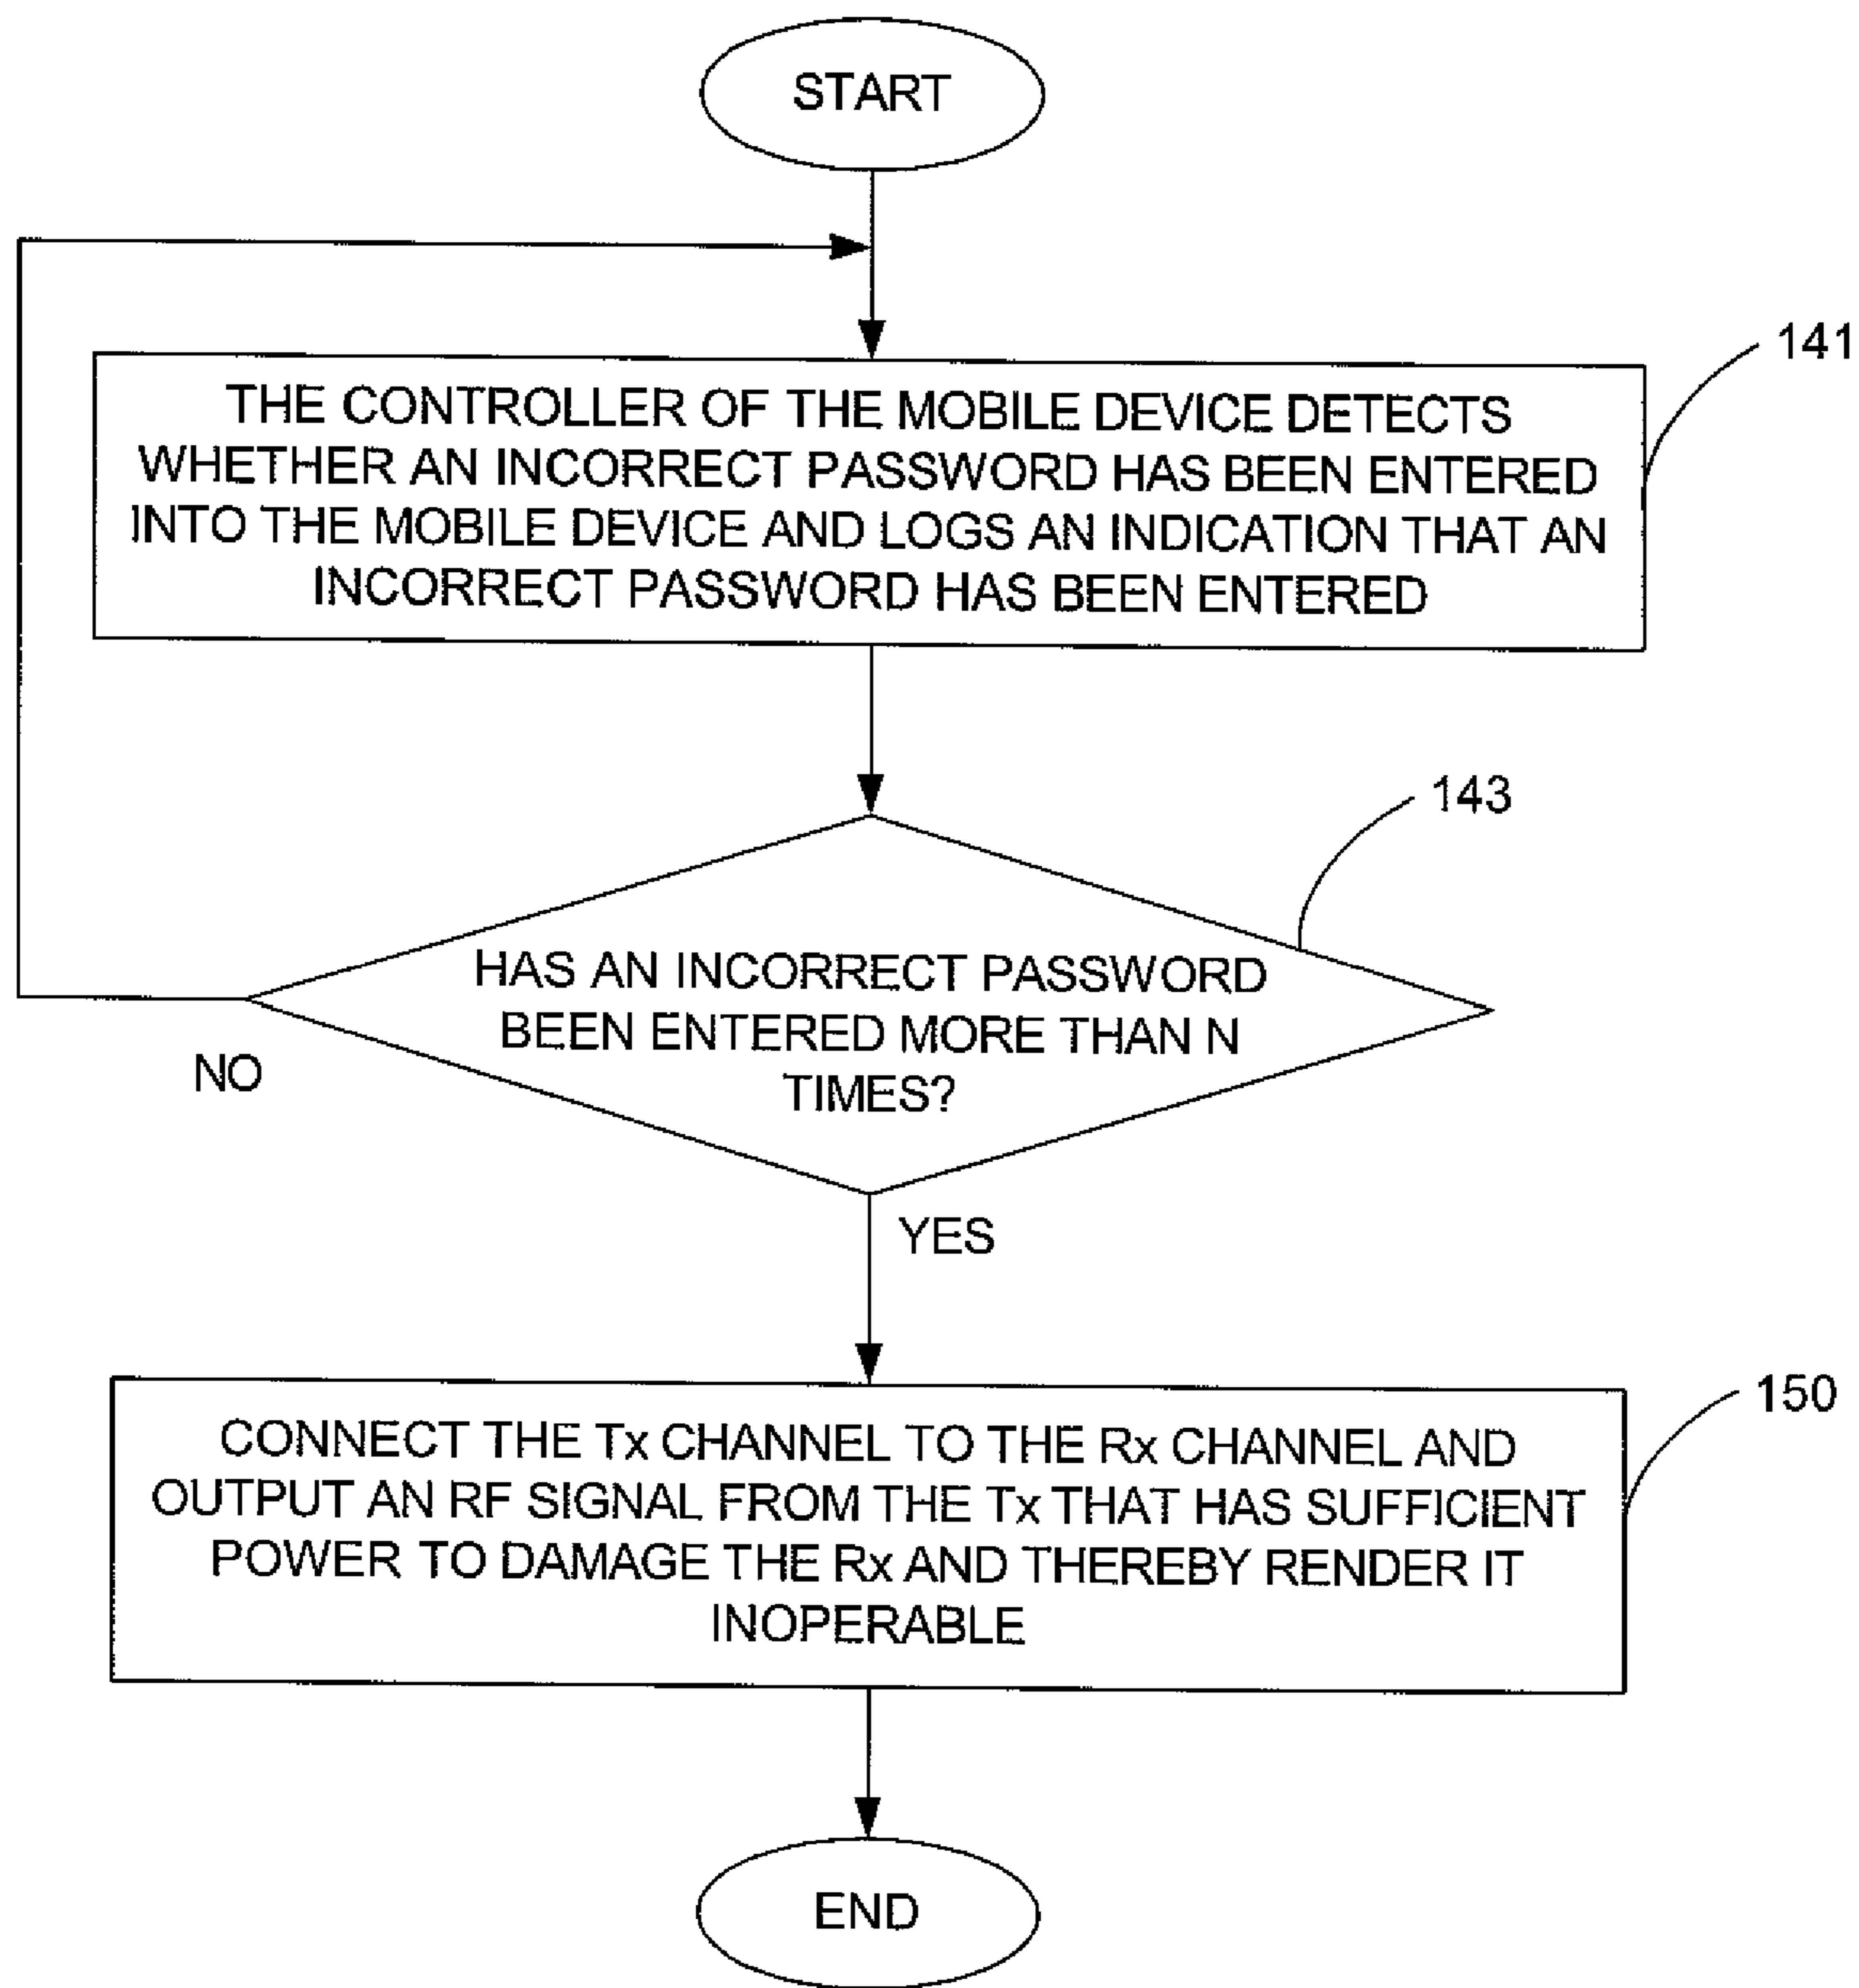 START
141
THE CONTROLLER OF THE MOBILE DEVICE DETECTS
WHETHER AN INCORRECT PASSWORD HAS BEEN ENTERED
INTO THE MOBILE DEVICE AND LOGS AN INDICATION THAT AN
INCORRECT PASSWORD HAS BEEN ENTERED
143
HAS AN INCORRECT PASSWORD
BEEN ENTERED MORE THAN N
TIMES?
NO
YES
150
CONNECT THE Tx CHANNEL TO THE Rx CHANNEL AND
OUTPUT AN RF SIGNAL FROM THE Tx THAT HAS SUFFICIENT
POWER TO DAMAGE THE Rx AND THEREBY RENDER IT
INOPERABLE
END